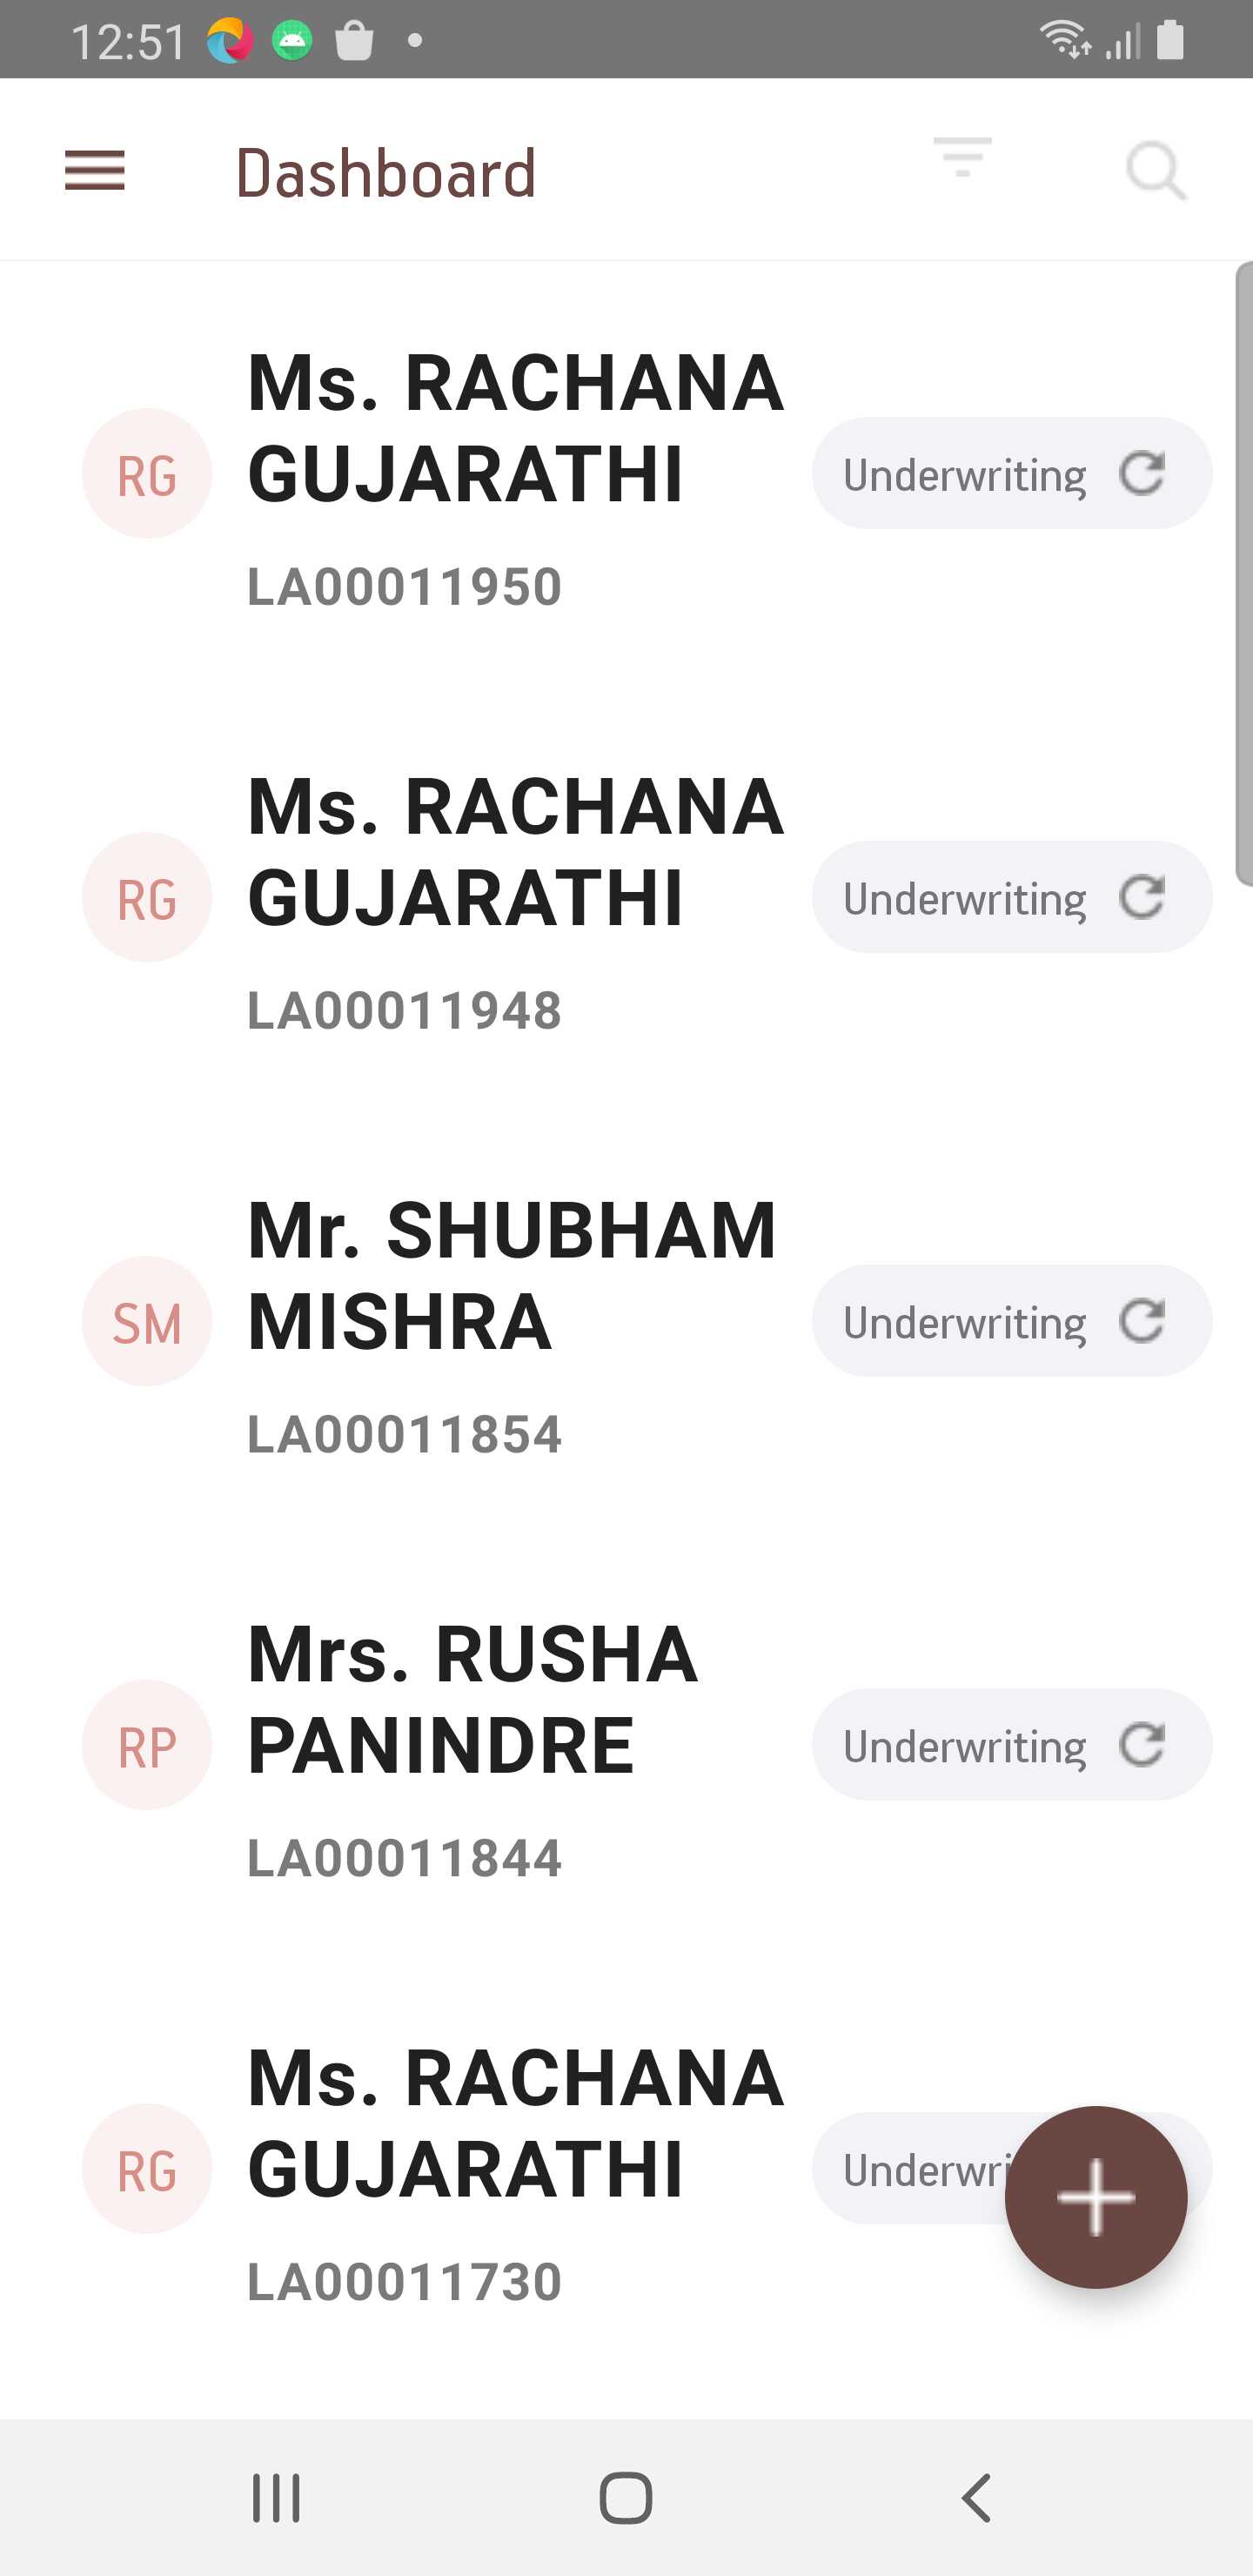 12:51
Dashboard
Ms. RACHANA
GUJARATHI
RG
Underwriting
LA00011950
Ms. RACHANA
GUJARATHI
RG
Underwriting
LA00011948
Mr. SHUBHAM
MISHRA
SM
Underwriting
LA00011854
Mrs. RUSHA
PANINDRE
RP
Underwriting
LA00011844
Ms. RACHANA
GUJARATHI
RG
Underwri
LA00011730